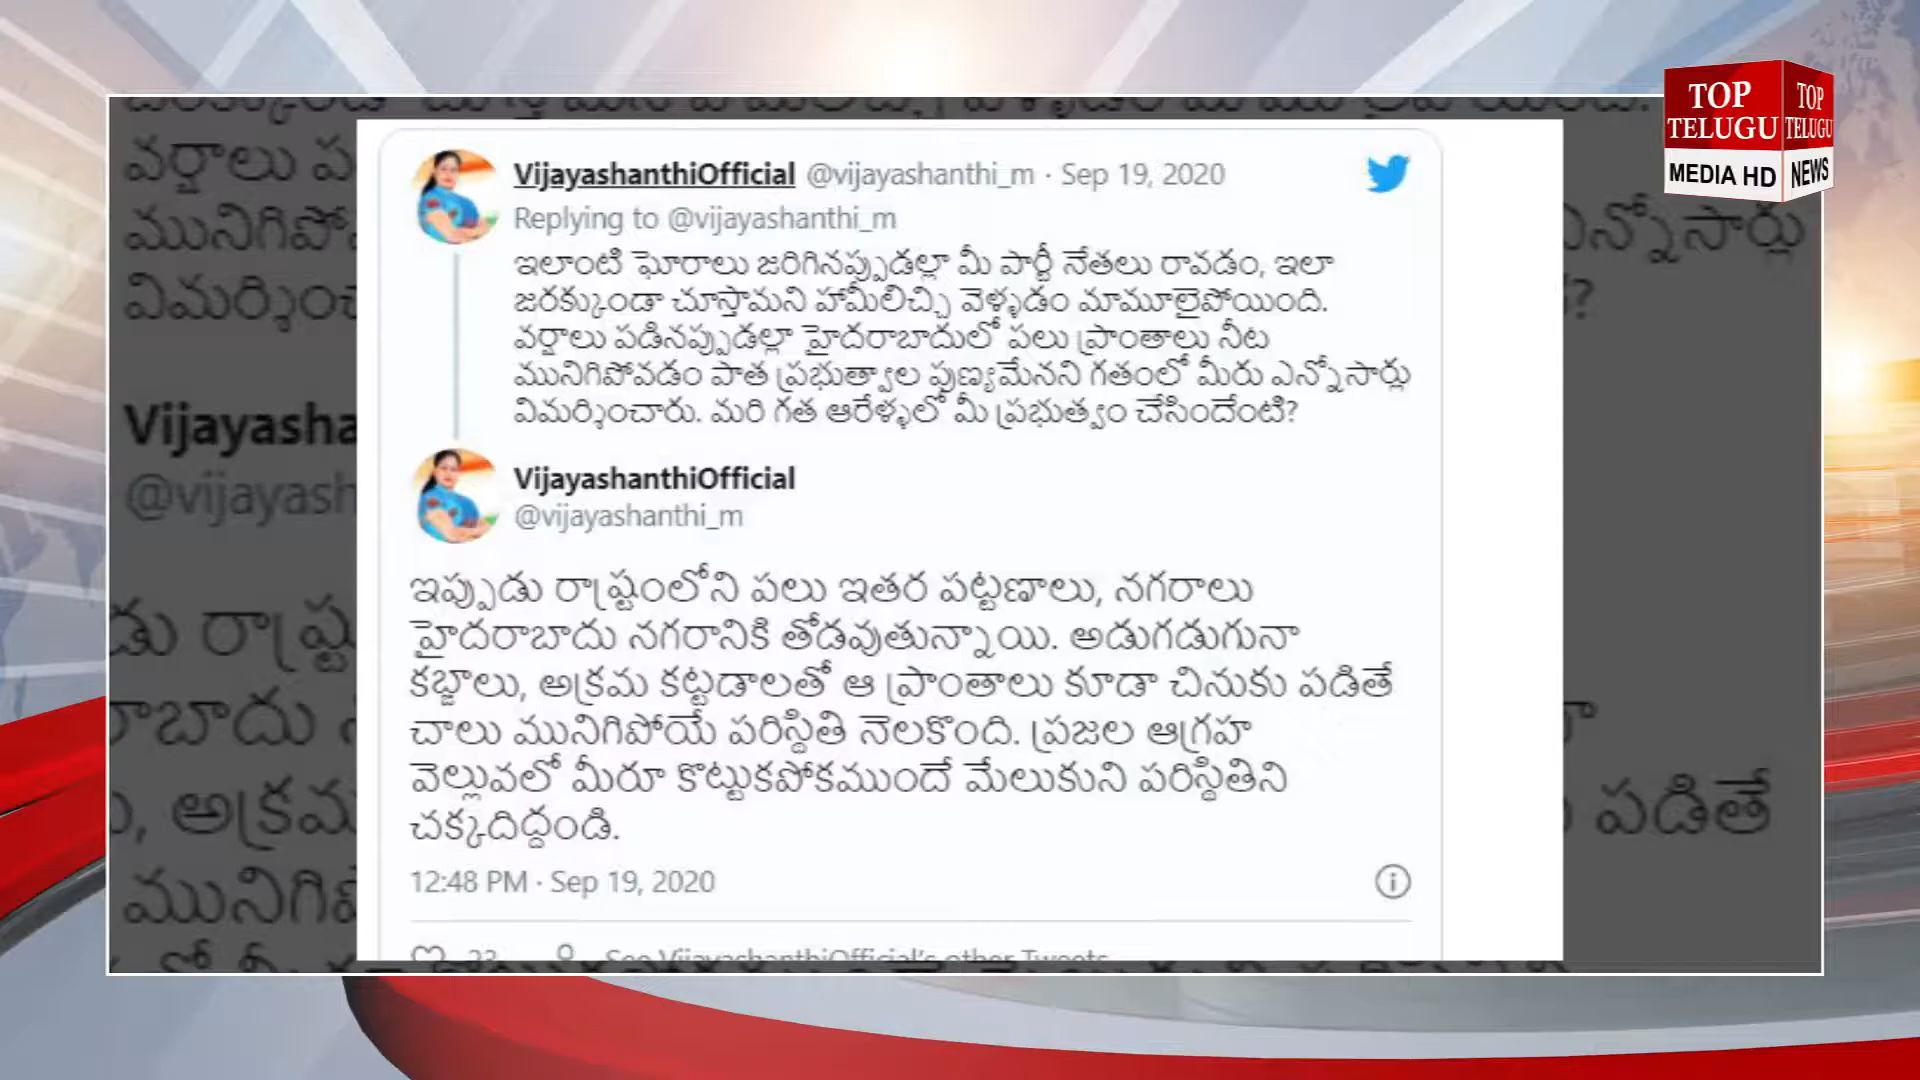 TOP
TELUGU
MEDIA HD
TOP
TELUGU
NEWS
VijayashanthiOfficial @vijayashanthi_m · Sep 19, 2020
Replying to @vijayashanthi_m
ఇలాంటి ఘోరాలు జరిగినప్పుడల్లా మీ పార్టీ నేతలు రావడం, ఇలా
జరక్కుండా చూస్తామని హామీలిచ్చి వెళ్ళడం మామూలైపోయింది.
వర్షాలు పడినప్పుడల్లా హైదరాబాదులో పలు ప్రాంతాలు నీట
మునిగిపోవడం పాత ప్రభుత్వాల పుణ్యమేనని గతంలో మీరు ఎన్నోసార్లు
విమర్శించారు. మరి గత ఆరేళ్ళలో మీ ప్రభుత్వం చేసిందేంటి?
VijayashanthiOfficial
@vijayashanthi_m
ఇప్పుడు రాష్ట్రంలోని పలు ఇతర పట్టణాలు, నగరాలు
హైదరాబాదు నగరానికి తోడవుతున్నాయి. అడుగడుగునా
కబ్జాలు, అక్రమ కట్టడాలతో ఆ ప్రాంతాలు కూడా చినుకు పడితే
చాలు మునిగిపోయే పరిస్థితి నెలకొంది. ప్రజల ఆగ్రహ
వెల్లువలో మీరూ కొట్టుకపోకముందే మేలుకుని పరిస్థితిని
చక్కదిద్దండి.
12:48 PM · Sep 19, 2020
See VijayashanthiOfficial's other Tweets